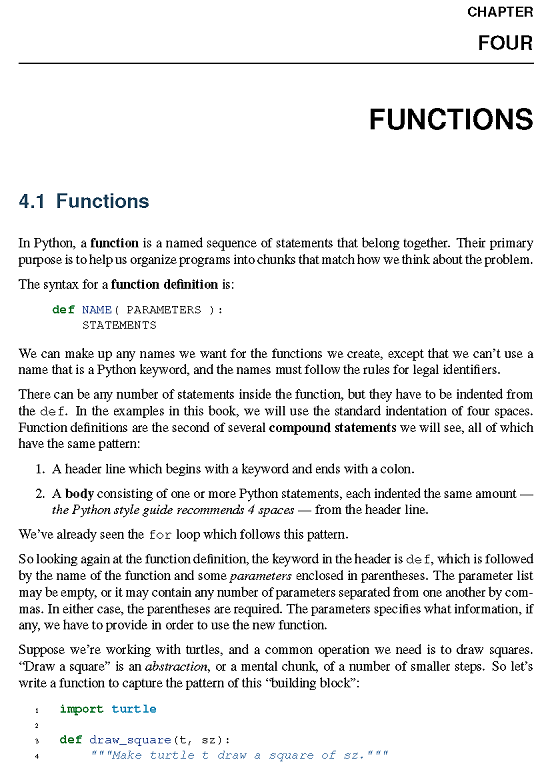 CHAPTER
FOUR
FUNCTIONS
4.1 Functions
In Python, a function is a named sequence of statements that belong together. Their primary
purpose is to help us organize programs into chunks that match how we think about the problem.
The syntax for a function definition is:
def NAME( PARAMETERS ):
    STATEMENTS
We can make up any names we want for the functions we create, except that we can't use a
name that is a Python keyword, and the names must follow the rules for legal identifiers.
There can be any number of statements inside the function, but they have to be indented from
the def. In the examples in this book, we will use the standard indentation of four spaces.
Function definitions are the second of several compound statements we will see, all of which
have the same pattern:
1. A header line which begins with a keyword and ends with a colon.
2. A body consisting of one or more Python statements, each indented the same amount —
the Python style guide recommends 4 spaces — from the header line.
We've already seen the for loop which follows this pattern.
So looking again at the function definition, the keyword in the header is def, which is followed
by the name of the function and some parameters enclosed in parentheses. The parameter list
may be empty, or it may contain any number of parameters separated from one another by com-
mas. In either case, the parentheses are required. The parameters specifies what information, if
any, we have to provide in order to use the new function.
Suppose we're working with turtles, and a common operation we need is to draw squares.
“Draw a square” is an abstraction, or a mental chunk, of a number of smaller steps. So let's
write a function to capture the pattern of this “building block”:
1 import turtle
2
3 def draw_square(t, sz):
4     """Make turtle t draw a square of sz."""